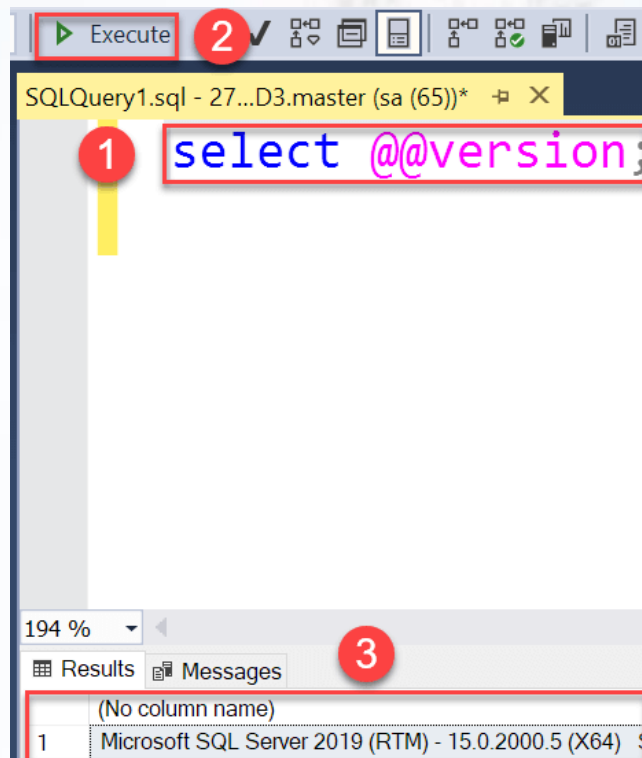 Execute 2
SQLQuery1.sql - 27...D3.master (sa (65))*
1 select @@version;
194 %
3
Results Messages
(No column name)
1 Microsoft SQL Server 2019 (RTM) - 15.0.2000.5 (X64)